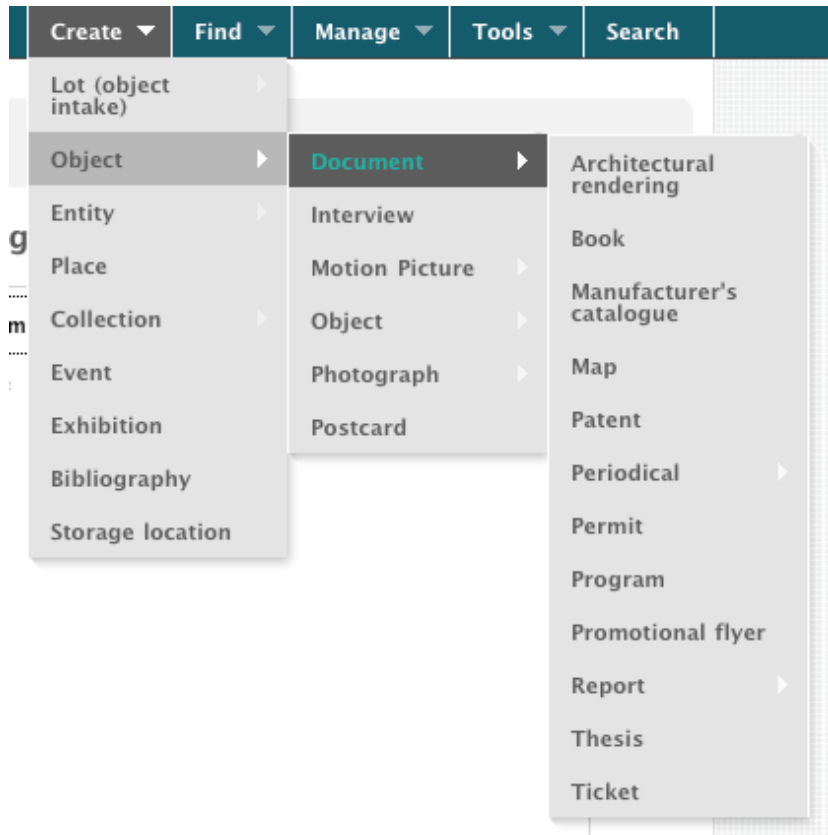 Create Find Manage Tools Search
Lot (object
intake)
Object
Entity
Place
Collection
Event
Exhibition
Bibliography
Storage location
Document
Interview
Motion Picture
Object
Photograph
Postcard
Architectural
rendering
Book
Manufacturer's
catalogue
Map
Patent
Periodical
Permit
Program
Promotional flyer
Report
Thesis
Ticket
g
m